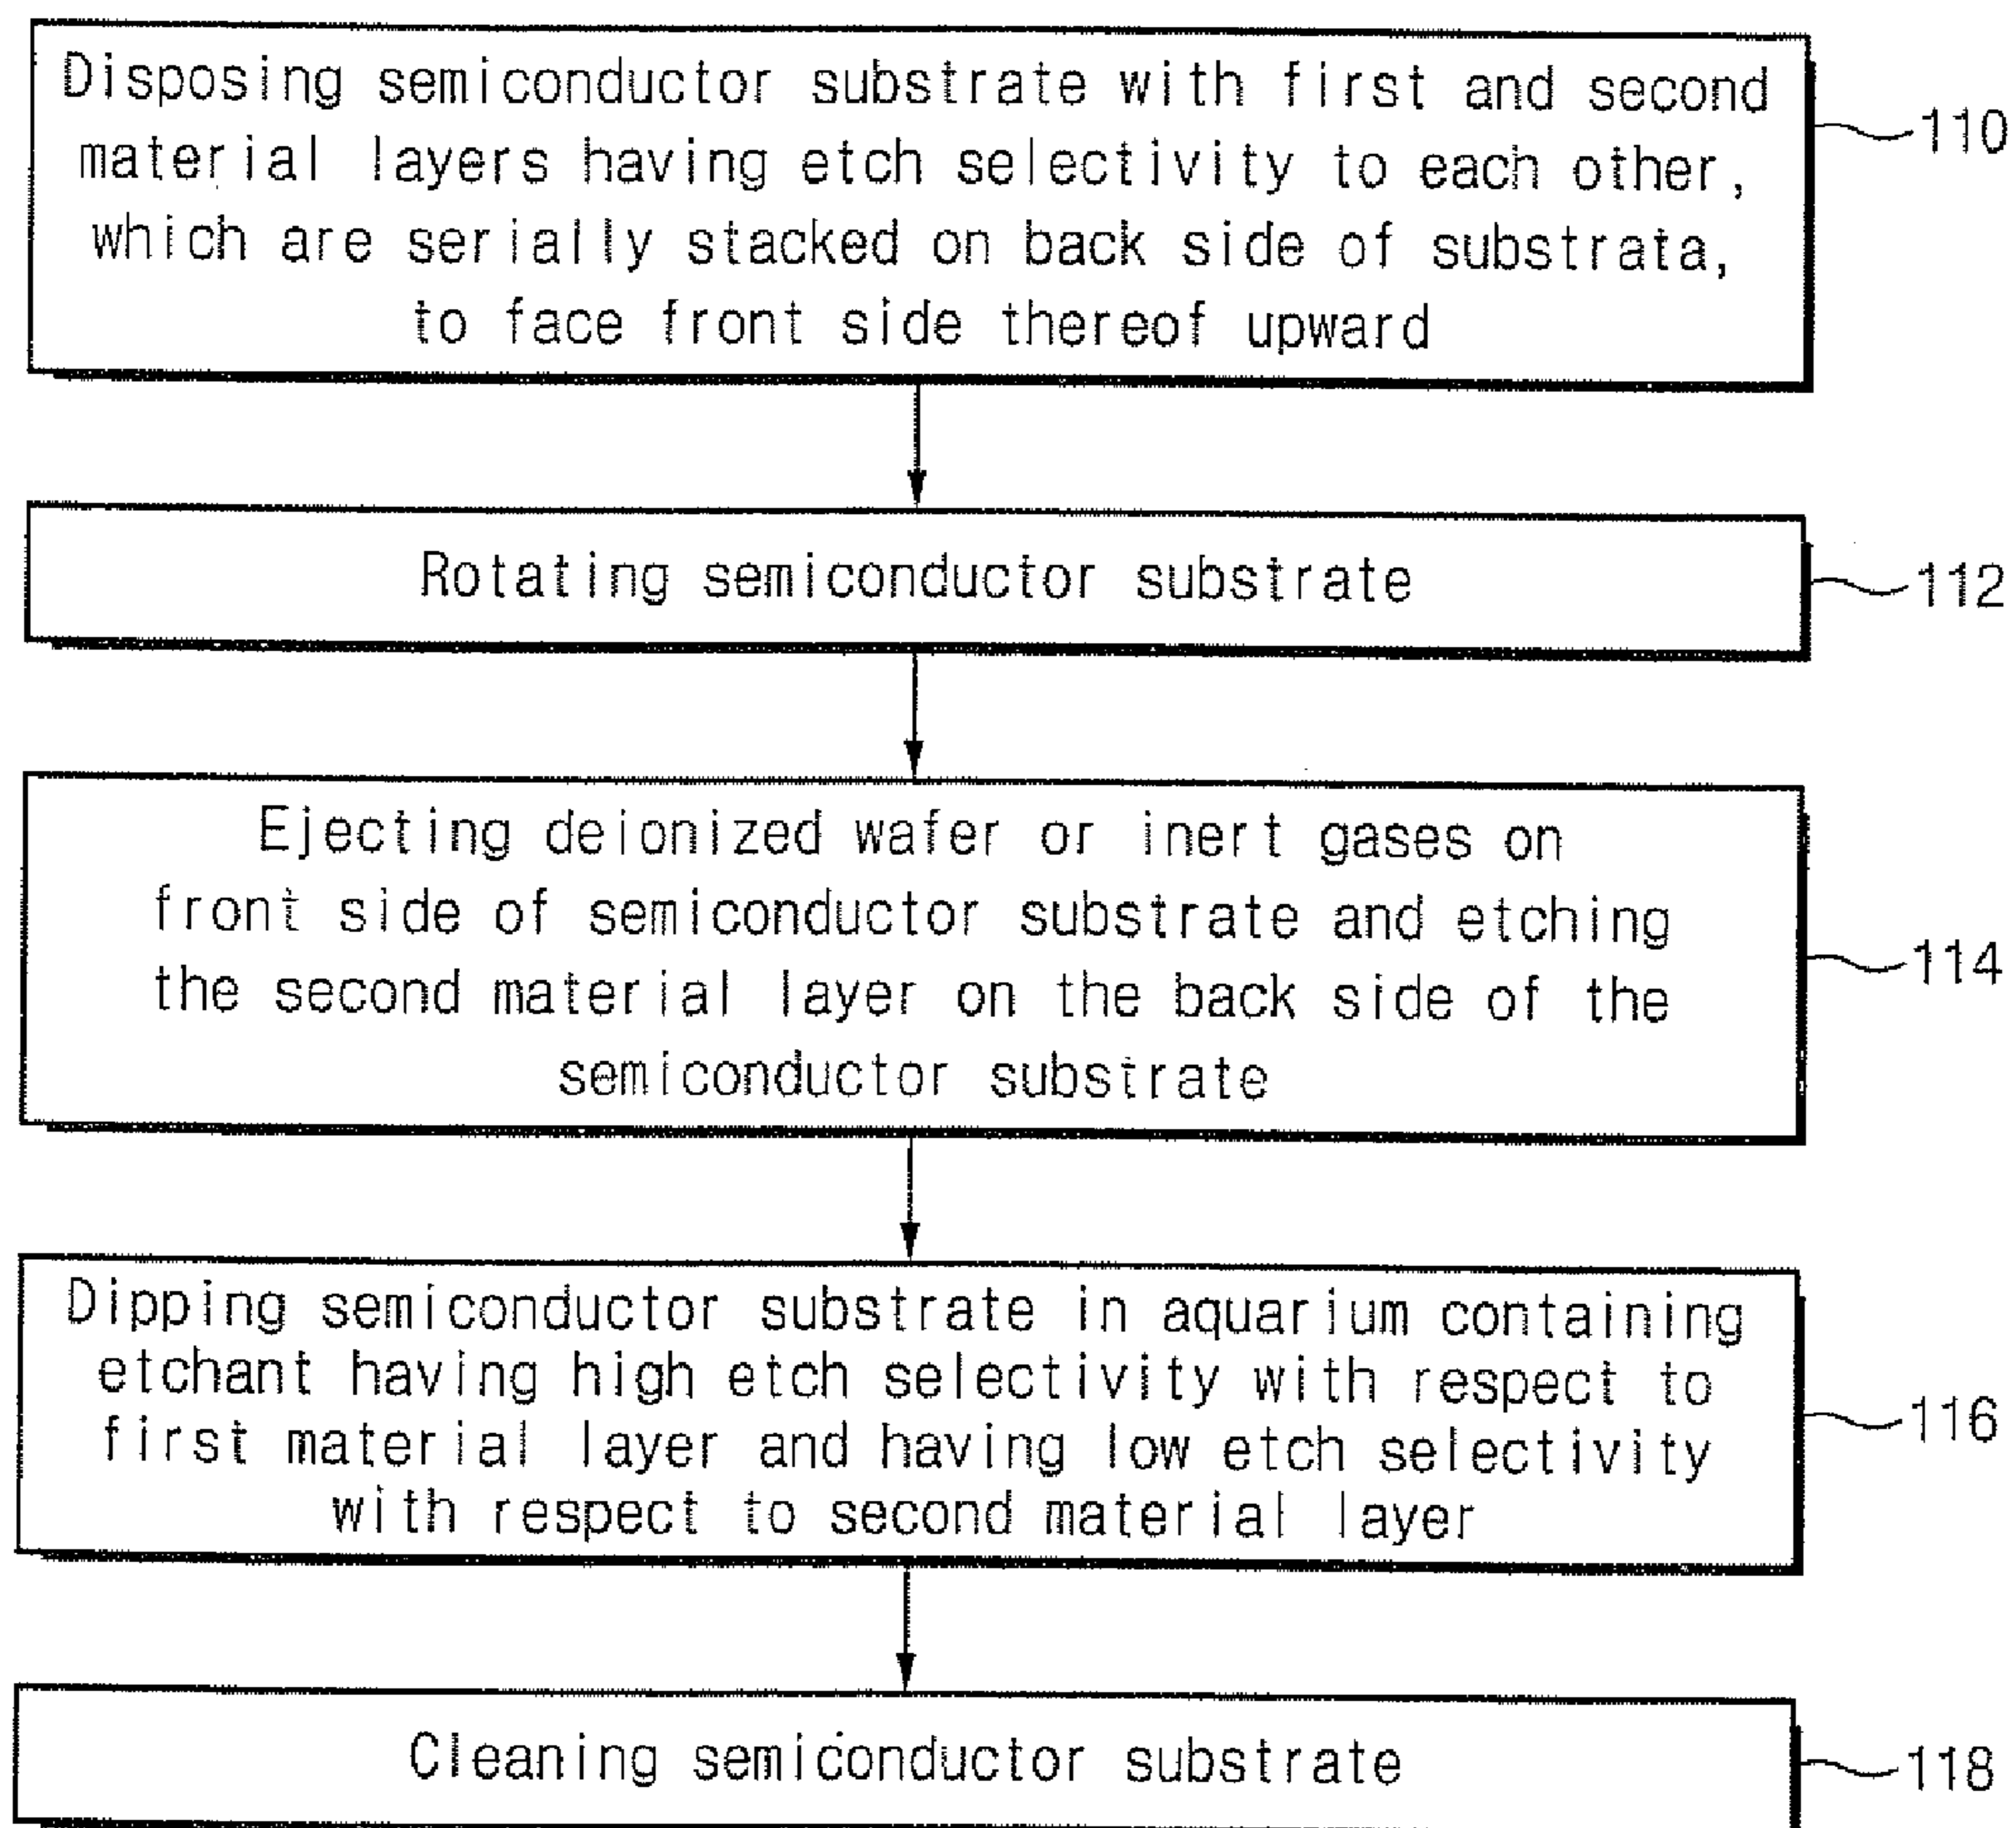 Disposing semiconductor substrate with first and second
material layers having etch selectivity to each other,
which are serially stacked on back side of substrata,
to face front side thereof upward
110
Rotating semiconductor substrate
112
Ejecting deionized wafer or inert gases on
front side of semiconductor substrate and etching
the second material layer on the back side of the
semiconductor substrate
114
Dipping semiconductor substrate in aquarium containing
etchant having high etch selectivity with respect to
first material layer and having low etch selectivity
with respect to second material layer
116
Cleaning semiconductor substrate
118